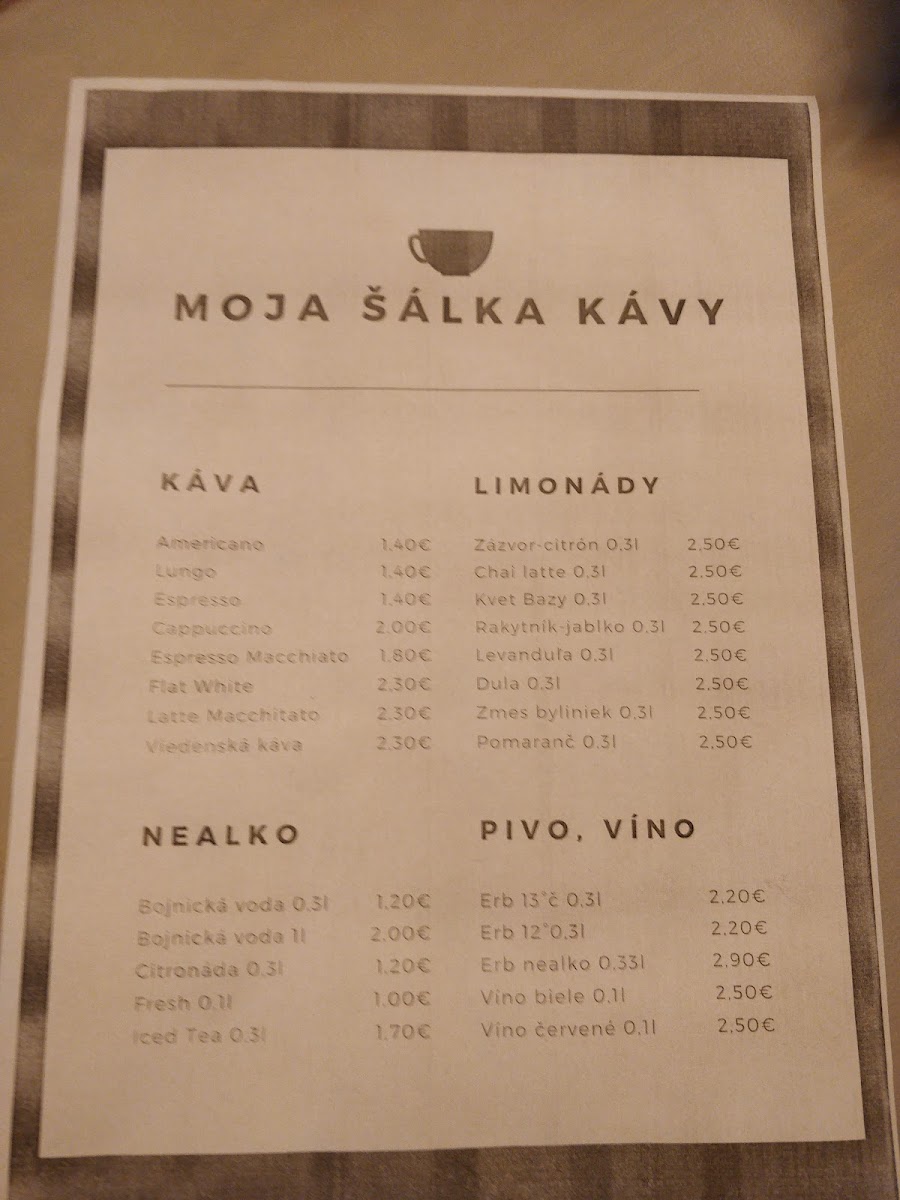 MOJA ŠÁLKA KÁVY
KÁVA
Americano 1.40€
Lungo 1.40€
Espresso 1.40€
Cappuccino 2.00€
Espresso Macchiato 1.80€
Flat White 2.30€
Latte Macchitato 2.30€
Viedenská káva 2.30€
LIMONÁDY
Zázvor-citrón 0,3l 2,50€
Chai latte 0,3l 2,50€
Kvet Bazy 0,3l 2,50€
Rakytník-jablko 0,3l 2,50€
Levanduľa 0,3l 2,50€
Dula 0,3l 2,50€
Zmes byliniek 0,3l 2,50€
Pomaranč 0,3l 2,50€
NEALKO
Bojnická voda 0,3l 1.20€
Bojnická voda 1l 2.00€
Citronáda 0,3l 1.20€
Fresh 0,1l 1.00€
Iced Tea 0,3l 1.70€
PIVO, VÍNO
Erb 13°č 0,3l 2,20€
Erb 12°0,3l 2,20€
Erb nealko 0,33l 2,90€
Víno biele 0,1l 2,50€
Víno červené 0,1l 2,50€